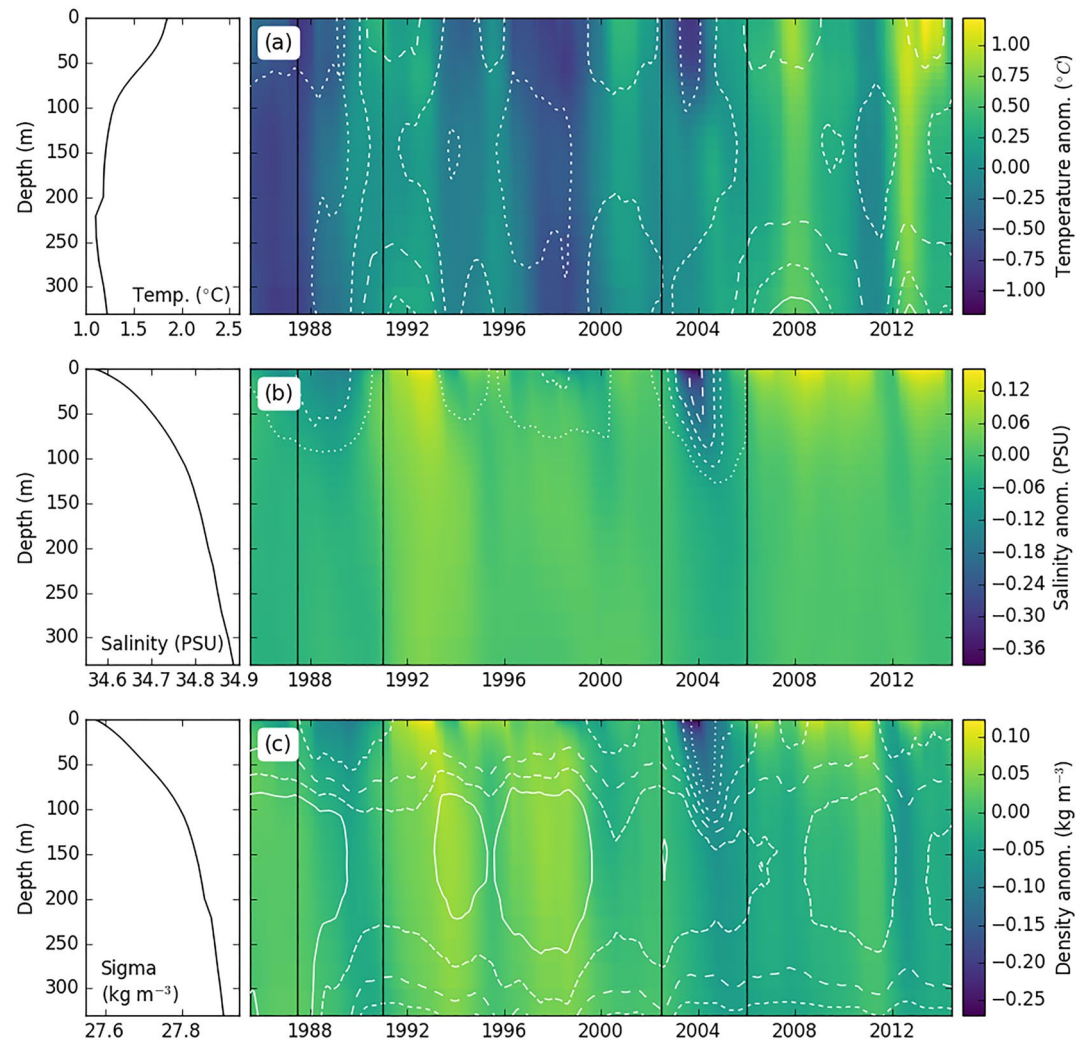 (a)
0
50
100
150
200
250
300
Depth (m)
Temp. (°C)
1.0 1.5 2.0 2.5
1988 1992 1996 2000 2004 2008 2012
1.00
0.75
0.50
0.25
0.00
−0.25
−0.50
−0.75
−1.00
Temperature anom. (°C)
(b)
0
50
100
150
200
250
300
Depth (m)
Salinity (PSU)
34.6 34.7 34.8 34.9
1988 1992 1996 2000 2004 2008 2012
0.12
0.06
0.00
−0.06
−0.12
−0.18
−0.24
−0.30
−0.36
Salinity anom. (PSU)
(c)
0
50
100
150
200
250
300
Depth (m)
Sigma
(kg m⁻³)
27.6 27.8
1988 1992 1996 2000 2004 2008 2012
0.10
0.05
0.00
−0.05
−0.10
−0.15
−0.20
−0.25
Density anom. (kg m⁻³)